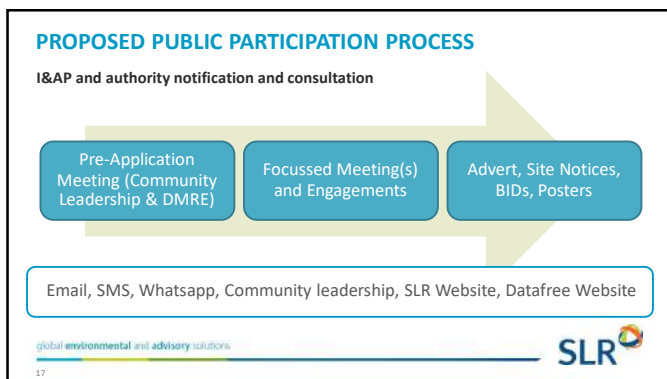 PROPOSED PUBLIC PARTICIPATION PROCESS
I&AP and authority notification and consultation
Pre-Application
Meeting (Community
Leadership & DMRE)
Focussed Meeting(s)
and Engagements
Advert, Site Notices,
BIDs, Posters
Email, SMS, Whatsapp, Community leadership, SLR Website, Datafree Website
global environmental and advisory solutions
SLR
17